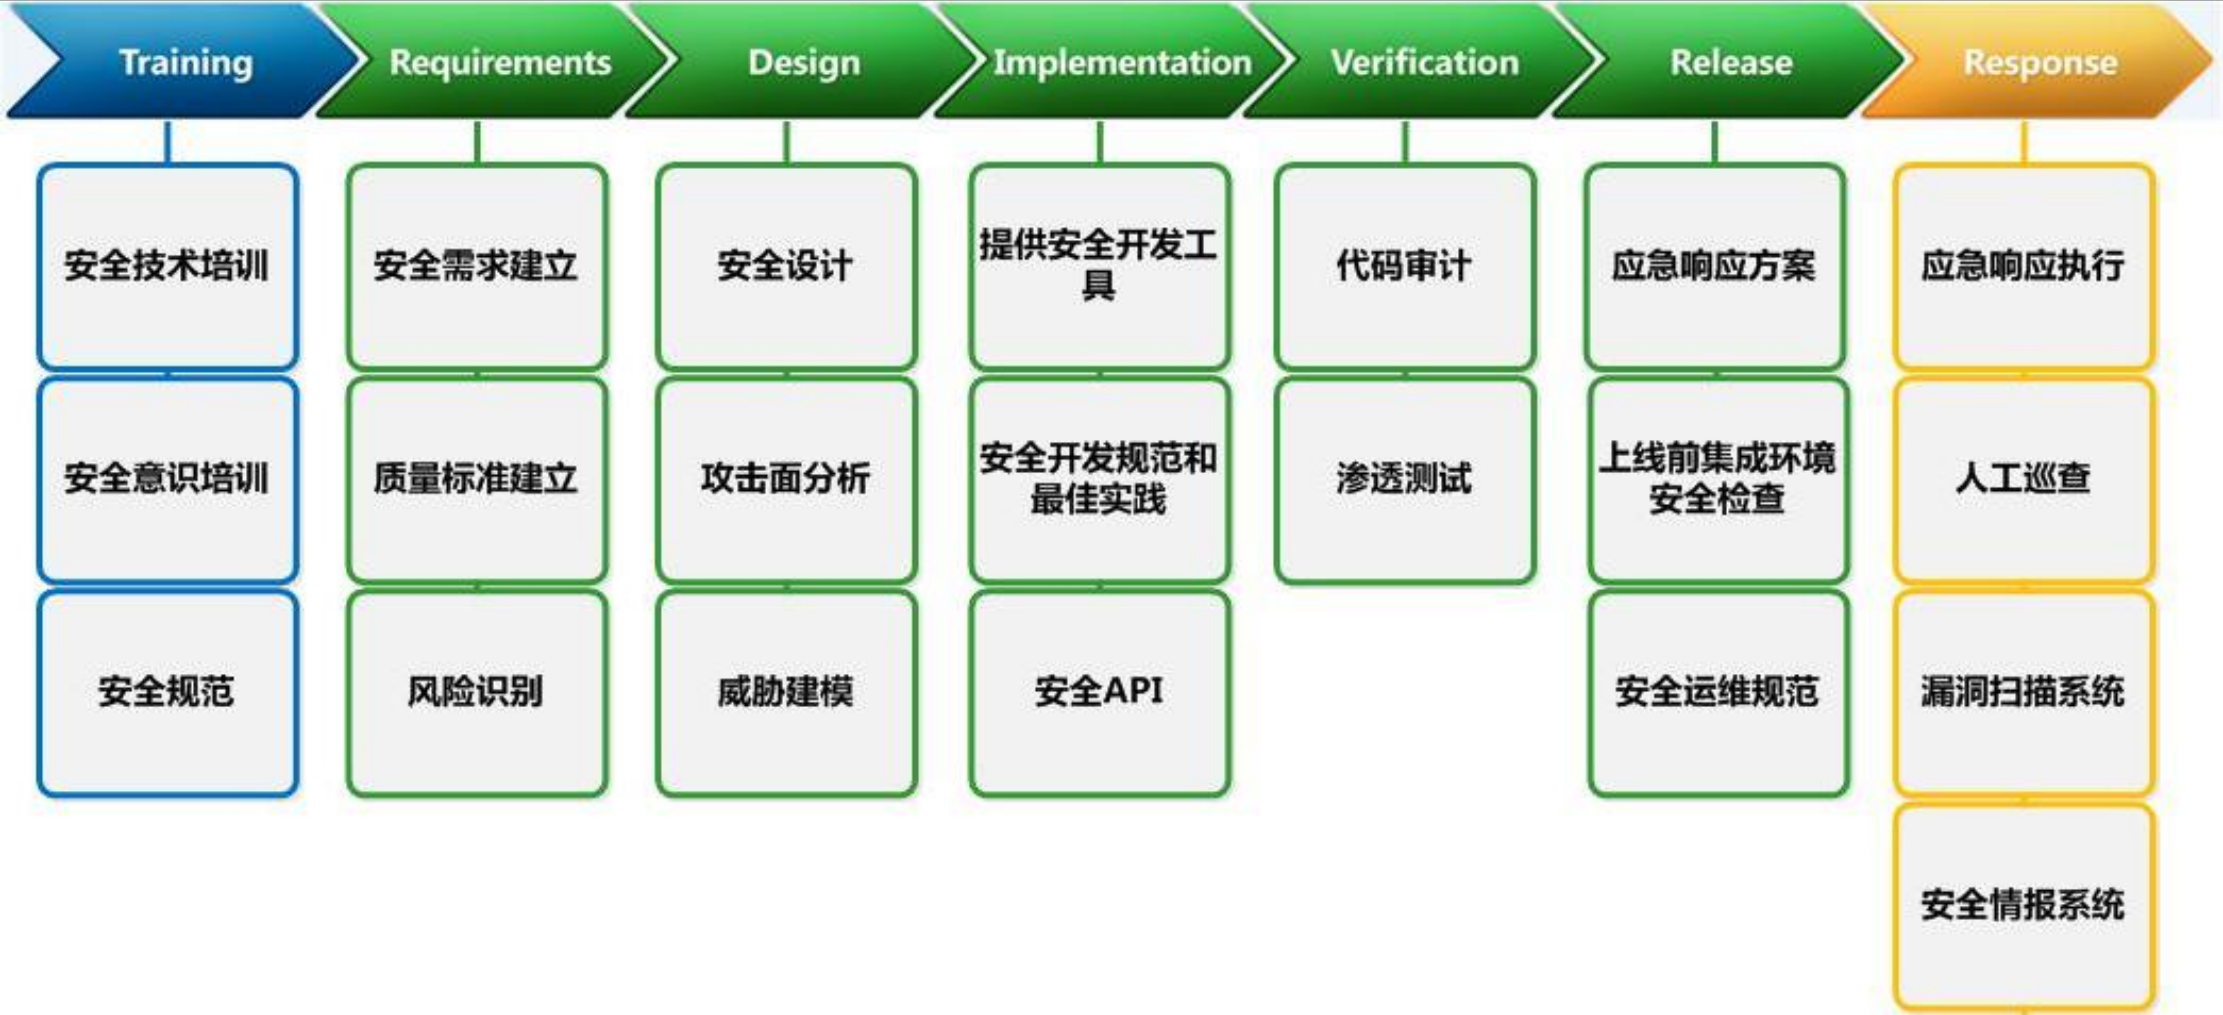 Training
Requirements
Design
Implementation
Verification
Release
Response
安全技术培训
安全意识培训
安全规范
安全需求建立
质量标准建立
风险识别
安全设计
攻击面分析
威胁建模
提供安全开发工
具
安全开发规范和
最佳实践
安全API
代码审计
渗透测试
应急响应方案
上线前集成环境
安全检查
安全运维规范
应急响应执行
人工巡查
漏洞扫描系统
安全情报系统